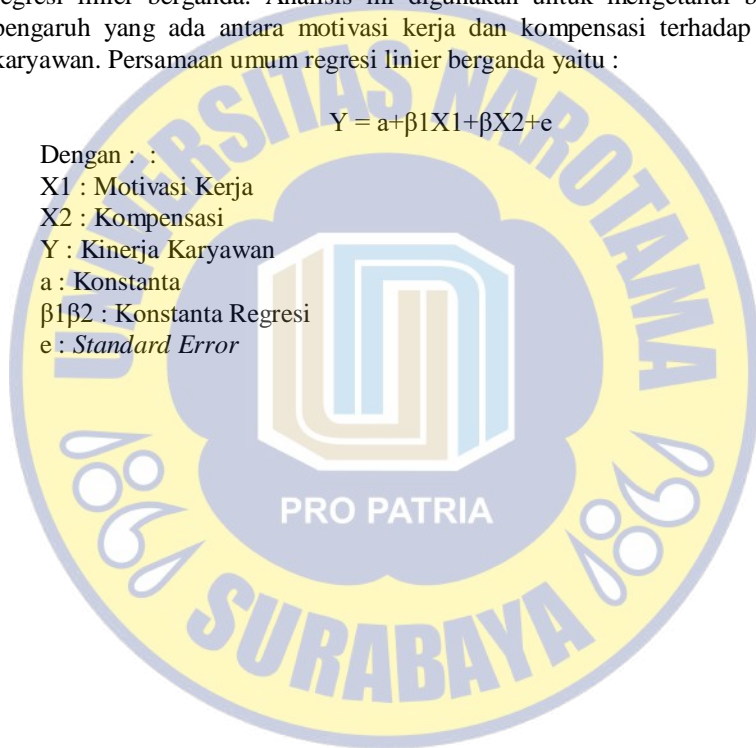 regresi linier berganda. Analisis ini digunakan untuk mengetahui
pengaruh yang ada antara motivasi kerja dan kompensasi terhadap
karyawan. Persamaan umum regresi linier berganda yaitu :
Y = a+β1X1+βX2+e
Dengan : :
X1 : Motivasi Kerja
X2 : Kompensasi
Y : Kinerja Karyawan
a : Konstanta
β1β2 : Konstanta Regresi
e : Standard Error
UNIVERSITAS NAROTAMA
PRO PATRIA
SURABAYA